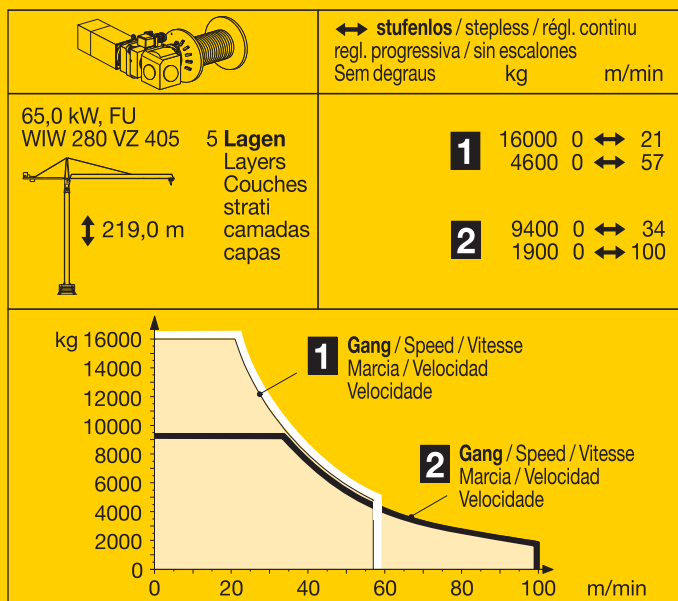 ↔ stufenlos / stepless / régl. continu
regl. progressiva / sin escalones
Sem degraus kg m/min
65,0 kW, FU
WIW 280 VZ 405
219,0 m
5 Lagen
Layers
Couches
strati
camadas
capas
1 16000 0 ↔ 21
4600 0 ↔ 57
2 9400 0 ↔ 34
1900 0 ↔ 100
kg 16000
14000
12000
10000
8000
6000
4000
2000
0
1 Gang / Speed / Vitesse
Marcia / Velocidad
Velocidade
2 Gang / Speed / Vitesse
Marcia / Velocidad
Velocidade
0 20 40 60 80 100 m/min